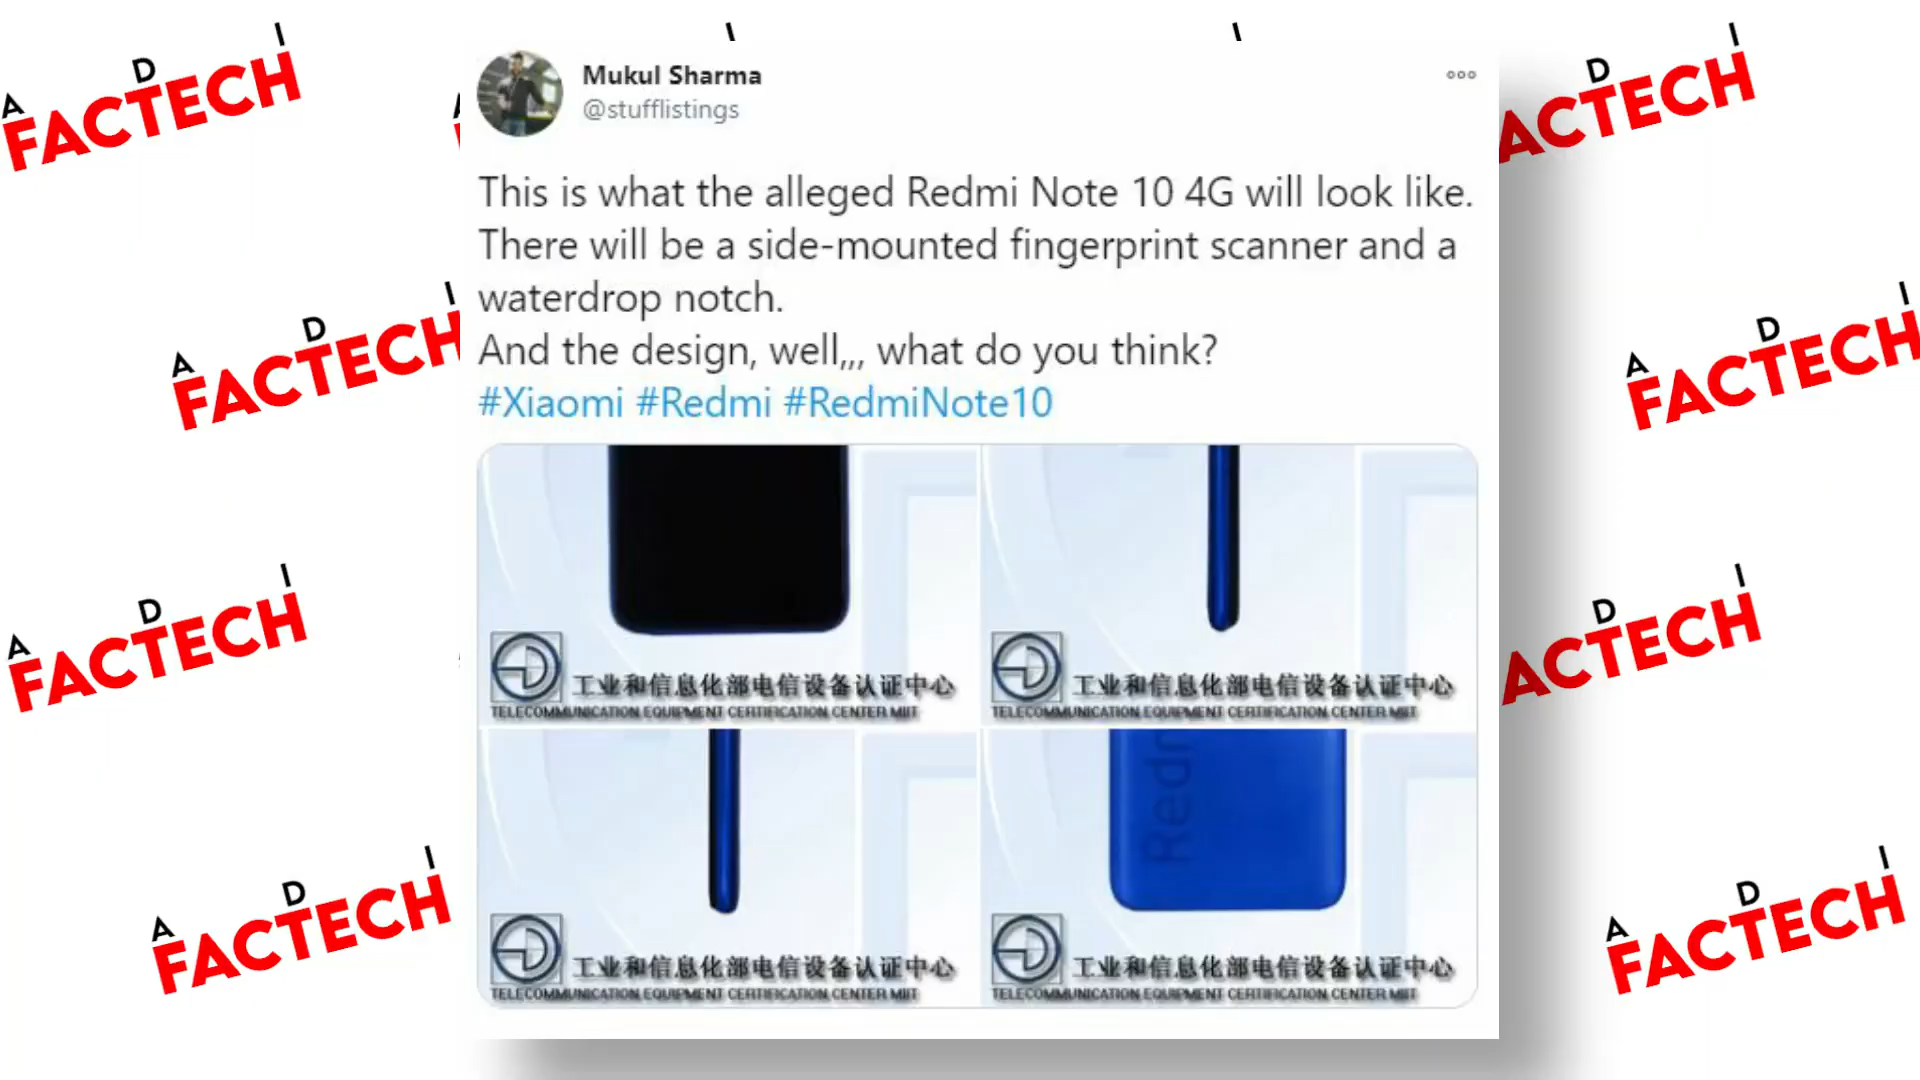 Mukul Sharma
@stufflistings
This is what the alleged Redmi Note 10 4G will look like.
There will be a side-mounted fingerprint scanner and a
waterdrop notch.
And the design, well,,, what do you think?
#Xiaomi #Redmi #RedmiNote10
工业和信息化部电信设备认证中心
TELECOMMUNICATION EQUIPMENT CERTIFICATION CENTER MIIT
工业和信息化部电信设备认证中心
TELECOMMUNICATION EQUIPMENT CERTIFICATION CENTER MIIT
Redm
工业和信息化部电信设备认证中心
TELECOMMUNICATION EQUIPMENT CERTIFICATION CENTER MIIT
工业和信息化部电信设备认证中心
TELECOMMUNICATION EQUIPMENT CERTIFICATION CENTER MIIT
A D I
FACTECH
A D I
FACTECH
A D I
FACTECH
A D I
FACTECH
D I
ACTECH
A D I
FACTECH
D I
ACTECH
A D I
FACTECH